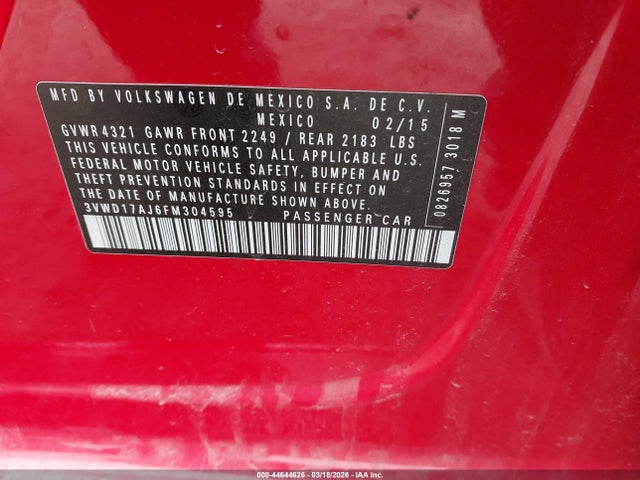 MFD BY VOLKSWAGEN DE MEXICO S.A. DE C.V.
MEXICO 02/15
GVWR 4321 GAWR FRONT 2249 / REAR 2183 LBS
THIS VEHICLE CONFORMS TO ALL APPLICABLE U.S.
FEDERAL MOTOR VEHICLE SAFETY, BUMPER AND
THEFT PREVENTION STANDARDS IN EFFECT ON
THE DATE OF MANUFACTURE SHOWN ABOVE.
3VWD17AJ6FM304595 PASSENGER CAR
0826957 3018 M
000-44644626 - 03/18/2026 - IAA Inc.